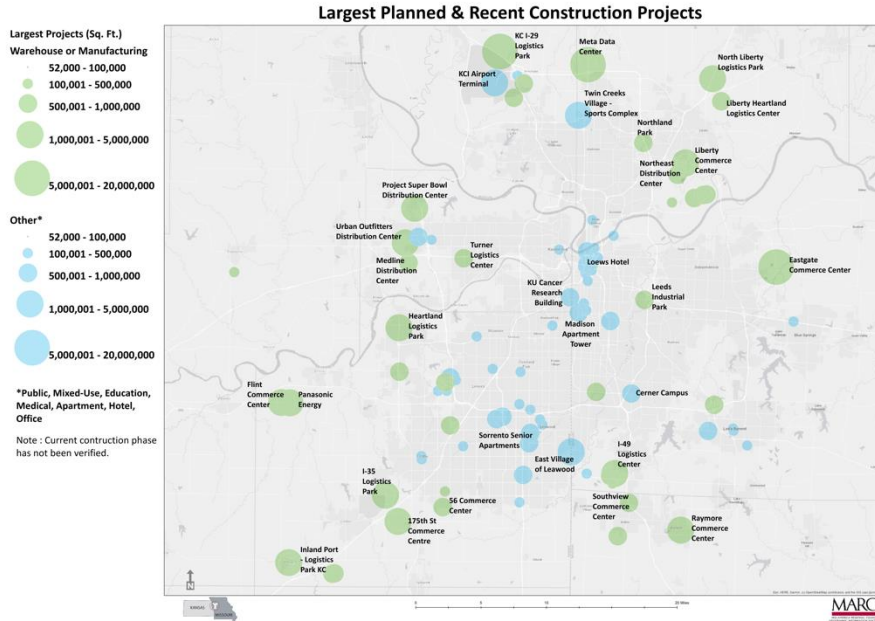 Largest Planned & Recent Construction Projects
Largest Projects (Sq. Ft.)
Warehouse or Manufacturing
52,000 - 100,000
100,001 - 500,000
500,001 - 1,000,000
1,000,001 - 5,000,000
5,000,001 - 20,000,000
Other*
52,000 - 100,000
100,001 - 500,000
500,001 - 1,000,000
1,000,001 - 5,000,000
5,000,001 - 20,000,000
*Public, Mixed-Use, Education,
Medical, Apartment, Hotel,
Office
Note : Current contruction phase
has not been verified.
KC I-29
Logistics
Park
Meta Data
Center
North Liberty
Logistics Park
KCI Airport
Terminal
Twin Creeks
Village -
Sports Complex
Liberty Heartland
Logistics Center
Northland
Park
Liberty
Commerce
Center
Northeast
Distribution
Center
Project Super Bowl
Distribution Center
Urban Outfitters
Distribution Center
Turner
Logistics
Center
Medline
Distribution
Center
Loews Hotel
Eastgate
Commerce Center
KU Cancer
Research
Building
Leeds
Industrial
Park
Heartland
Logistics
Park
Madison
Apartment
Tower
Flint
Commerce
Center
Panasonic
Energy
Cerner Campus
Sorrento Senior
Apartments
East Village
of Leawood
I-49
Logistics
Center
I-35
Logistics
Park
56 Commerce
Center
Southview
Commerce
Center
175th St
Commerce
Centre
Raymore
Commerce
Center
Inland Port
- Logistics
Park KC
N
KANSAS
MISSOURI
0
5
10
20 Miles
MARC